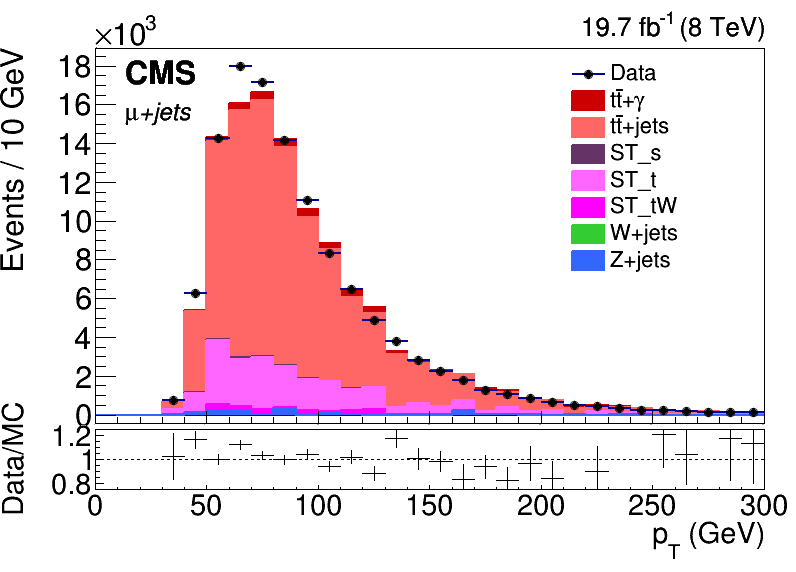 ×10³
19.7 fb⁻¹ (8 TeV)
CMS
μ+jets
Events / 10 GeV
18
16
14
12
10
8
6
4
2
0
Data
tt̄+γ
tt̄+jets
ST_s
ST_t
ST_tW
W+jets
Z+jets
Data/MC
1.2
1
0.8
0 50 100 150 200 250 300
p_T (GeV)